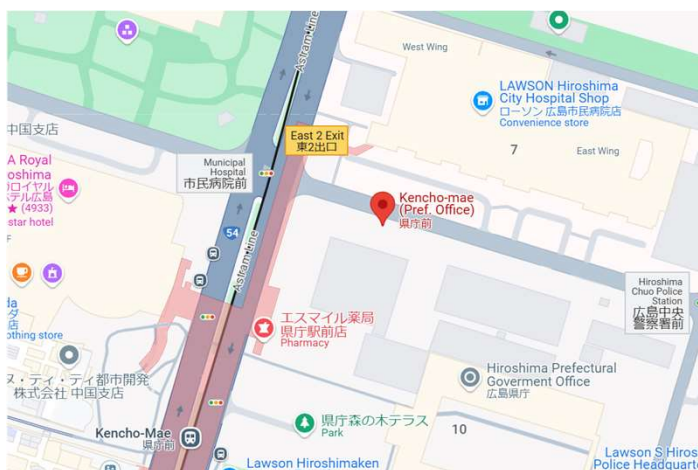 Astram Line
West Wing
LAWSON Hiroshima
City Hospital Shop
ローソン 広島市民病院店
Convenience store
中国支店
East 2 Exit
東2出口
7
East Wing
Municipal
Hospital
市民病院前
A Royal
oshima
ロイヤル
テル広島
★ (4933)
star hotel
F
54
Kencho-mae
(Pref. Office)
県庁前
Astram Line
Hiroshima
Chuo Police
Station
広島中央
警察署前
エスマイル薬局
県庁駅前店
Pharmacy
da
ダ
店
othing store
ヌ・ティ・ティ都市開発
株式会社 中国支店
Hiroshima Prefectural
Goverment Office
広島県庁
県庁森の木テラス
Park
10
Kencho-Mae
県庁前
Lawson Hiroshimaken
Lawson S Hiros
Police Headquarte